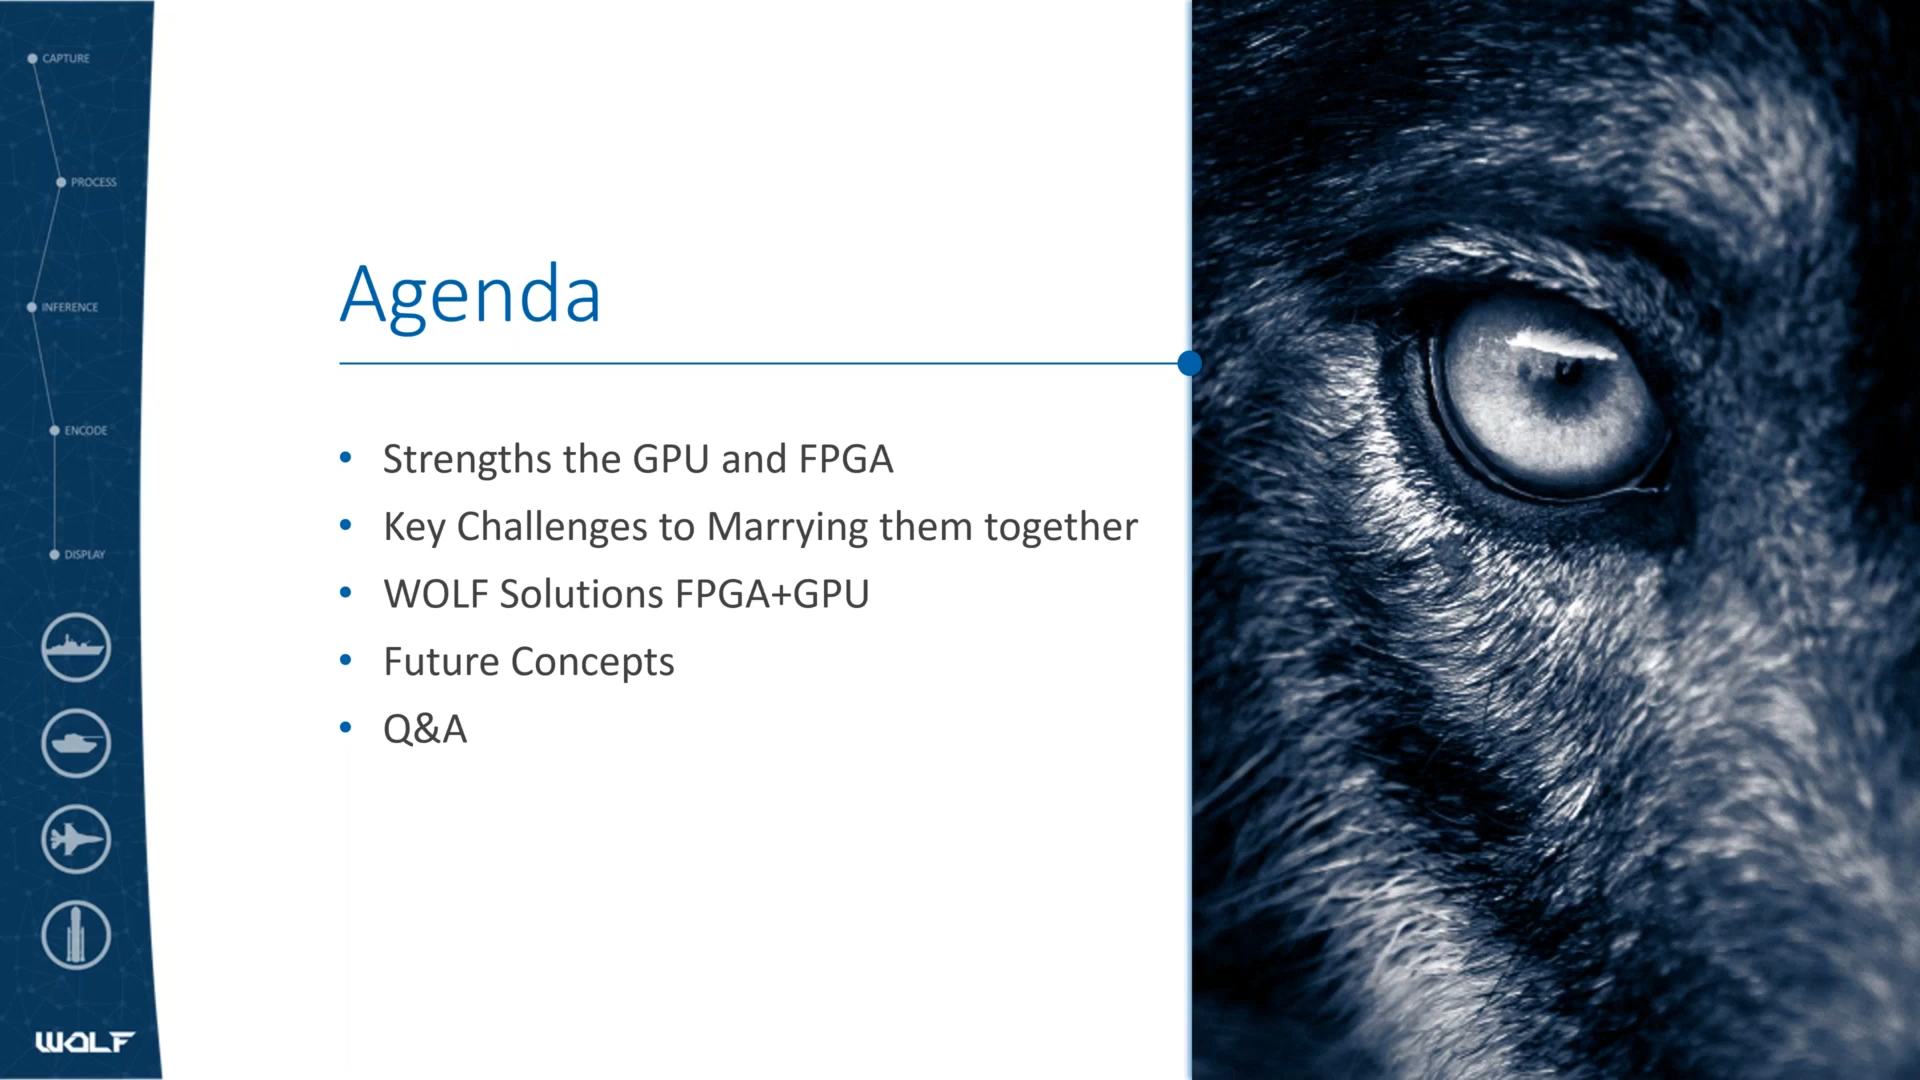 CAPTURE
PROCESS
INFERENCE
ENCODE
DISPLAY
WOLF
Agenda
• Strengths the GPU and FPGA
• Key Challenges to Marrying them together
• WOLF Solutions FPGA+GPU
• Future Concepts
• Q&A